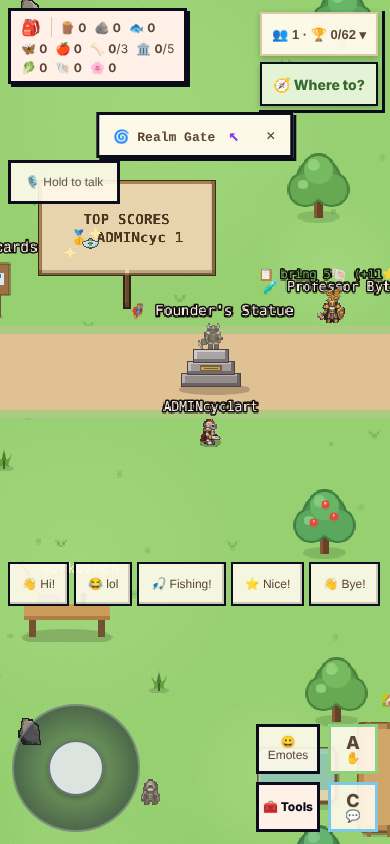 0 0 0
0 0 0/3 0/5
0 0 0
1 · 0/62 ▾
Where to?
Realm Gate ×
Hold to talk
TOP SCORES
ADMINcyc 1
cards
bring 5 (+11
Professor Byt
Founder's Statue
ADMINcyclart
Hi!
lol
Fishing!
Nice!
Bye!
Emotes
A
Tools
C